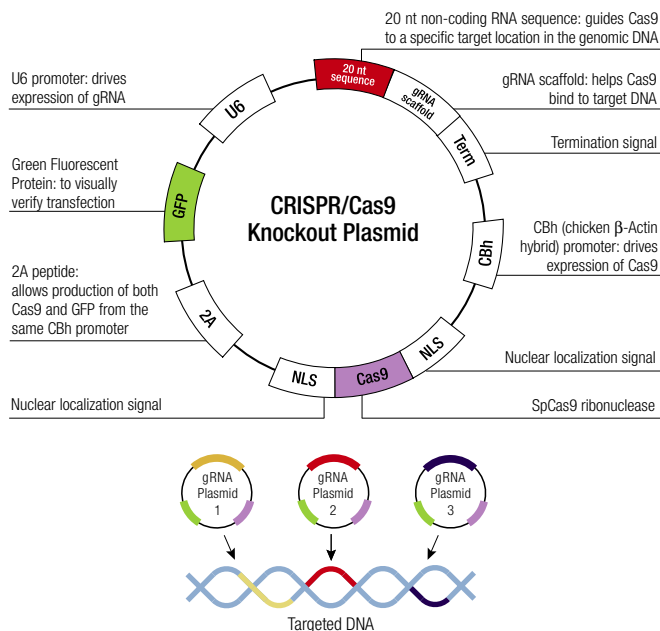 20 nt non-coding RNA sequence: guides Cas9
to a specific target location in the genomic DNA
U6 promoter: drives
expression of gRNA
20 nt
sequence
gRNA
scaffold
gRNA scaffold: helps Cas9
bind to target DNA
U6
Term
Termination signal
Green Fluorescent
Protein: to visually
verify transfection
GFP
CRISPR/Cas9
Knockout Plasmid
CBh
CBh (chicken β-Actin
hybrid) promoter: drives
expression of Cas9
2A peptide:
allows production of both
Cas9 and GFP from the
same CBh promoter
2A
NLS
Cas9
NLS
Nuclear localization signal
Nuclear localization signal
SpCas9 ribonuclease
gRNA
Plasmid
1
gRNA
Plasmid
2
gRNA
Plasmid
3
Targeted DNA